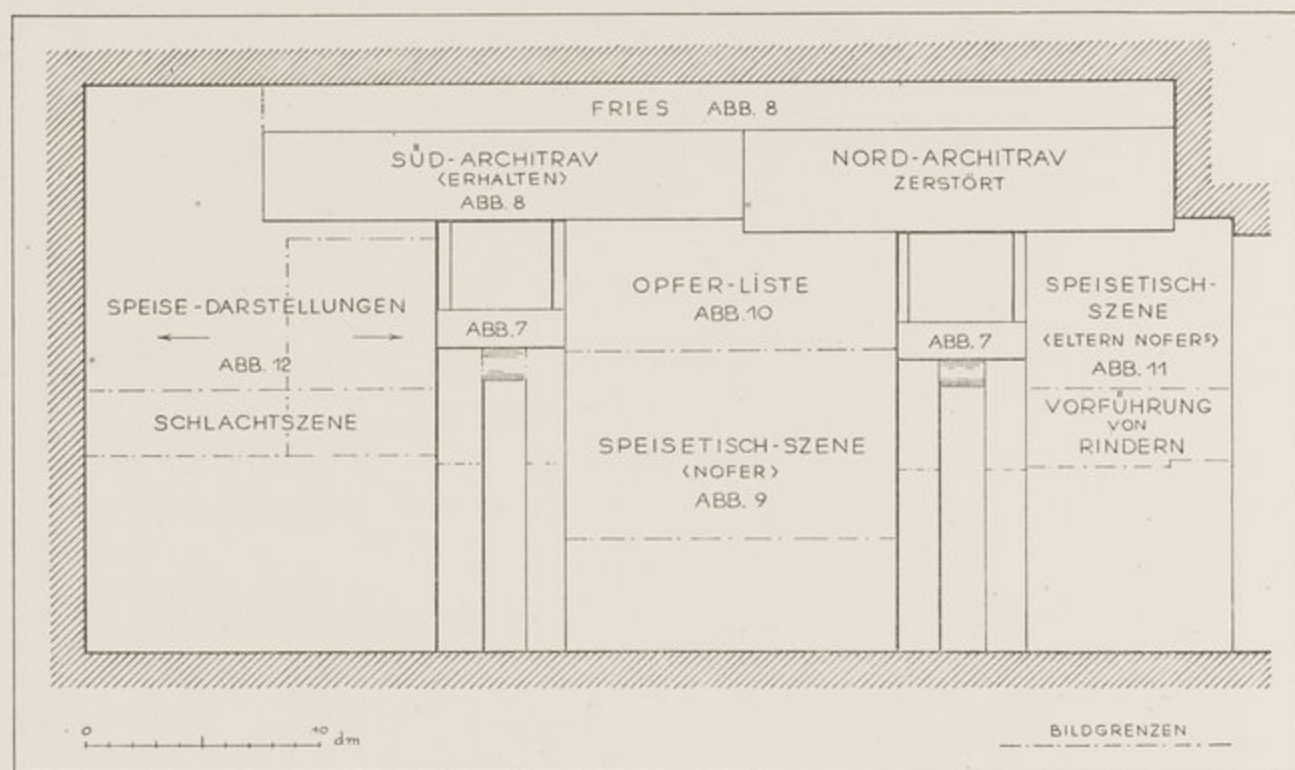 FRIES ABB. 8
SÜD-ARCHITRAV
<ERHALTEN>
ABB. 8
NORD-ARCHITRAV
ZERSTÖRT
SPEISE-DARSTELLUNGEN
ABB. 12
SCHLACHTSZENE
ABB. 7
OPFER-LISTE
ABB. 10
SPEISETISCH-SZENE
<NOFER>
ABB. 9
ABB. 7
SPEISETISCH-
SZENE
<ELTERN NOFERS>
ABB. 11
VORFÜHRUNG
VON
RINDERN
0 10 dm
BILDGRENZEN